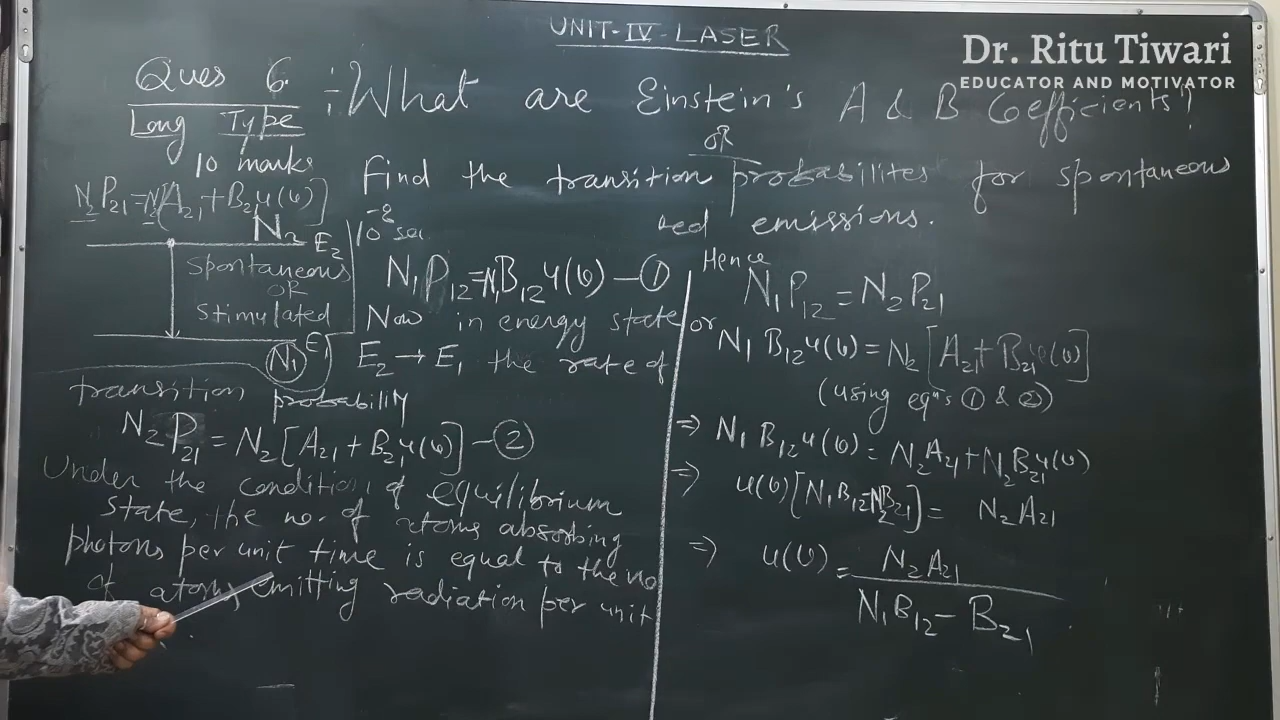 UNIT-IV-LASER
Dr. Ritu Tiwari
EDUCATOR AND MOTIVATOR
Ques 6 :- What are Einstein's A & B Coefficients?
Long Type
OR
10 marks
Find the transition probabilites for spontaneous
ted emissions.
N₂P₂₁=N₂[A₂₁+B₂₁u(υ)]
N₂
E₂
10⁻⁸ sec
Spontaneous
OR
Stimulated
N₁
E₁
N₁P₁₂=N₁B₁₂u(υ) — ①
Now in energy state
E₂ → E₁ the rate of
transition probability
N₂P₂₁ = N₂[A₂₁ + B₂₁u(υ)] — ②
Under the condition of equilibrium
state, the no. of atoms absorbing
photons per unit time is equal to the no
of atoms emitting radiation per unit
Hence
N₁P₁₂ = N₂P₂₁
or N₁B₁₂u(υ) = N₂[A₂₁+B₂₁u(υ)]
(using eqⁿs ① & ②)
⇒ N₁B₁₂u(υ) = N₂A₂₁+N₂B₂₁u(υ)
⇒ u(υ)[N₁B₁₂=N₂B₂₁] = N₂A₂₁
⇒ u(υ) = N₂A₂₁
N₁B₁₂ - B₂₁